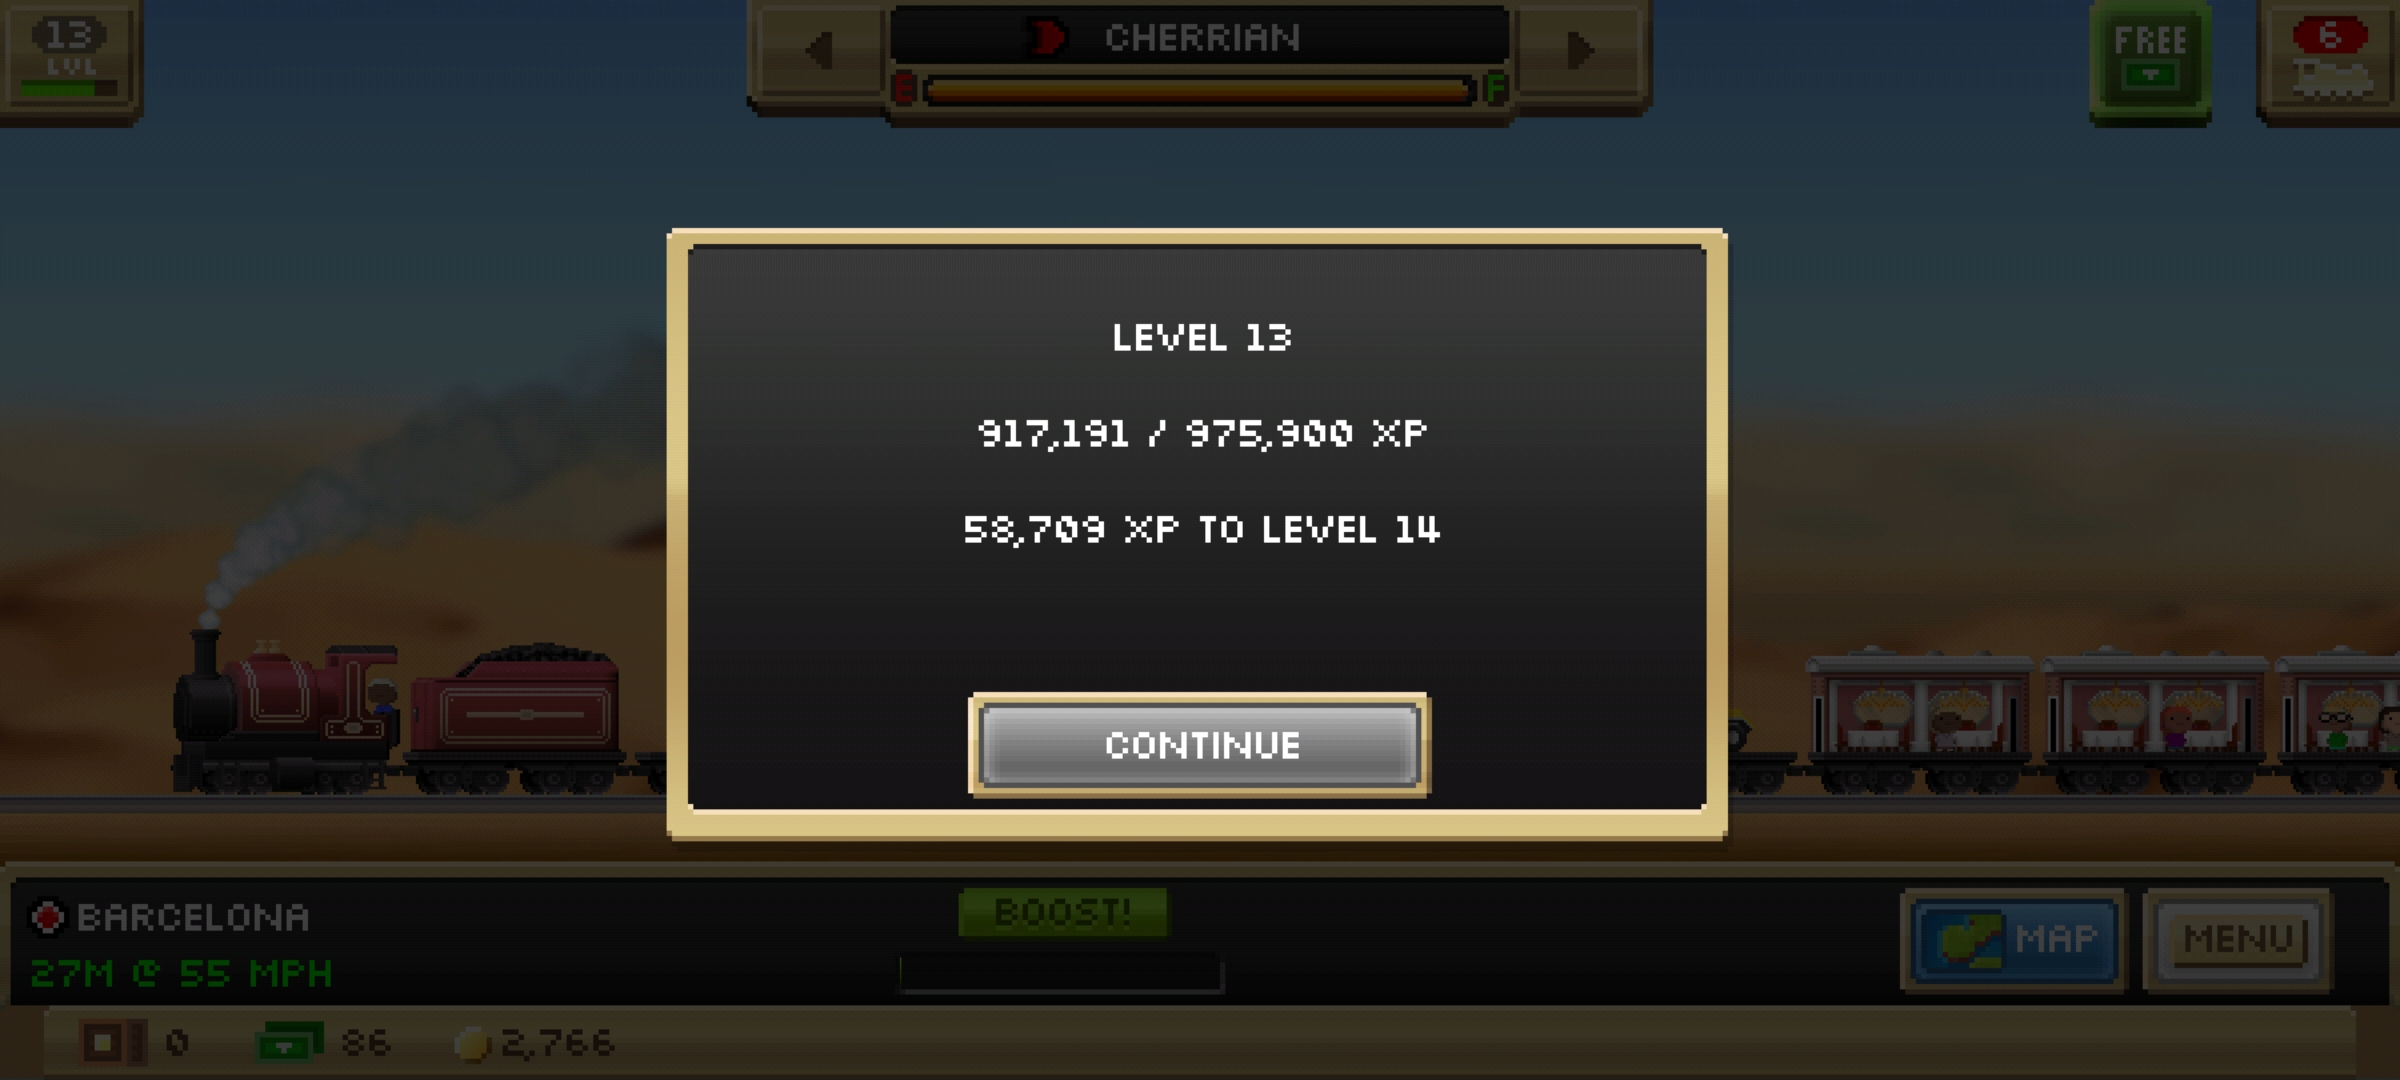 13
LVL
CHERRIAN
E F
FREE
6
LEVEL 13
917,191 / 975,900 XP
58,709 XP TO LEVEL 14
CONTINUE
BARCELONA
27M @ 55 MPH
BOOST!
MAP
MENU
0 86 2,766